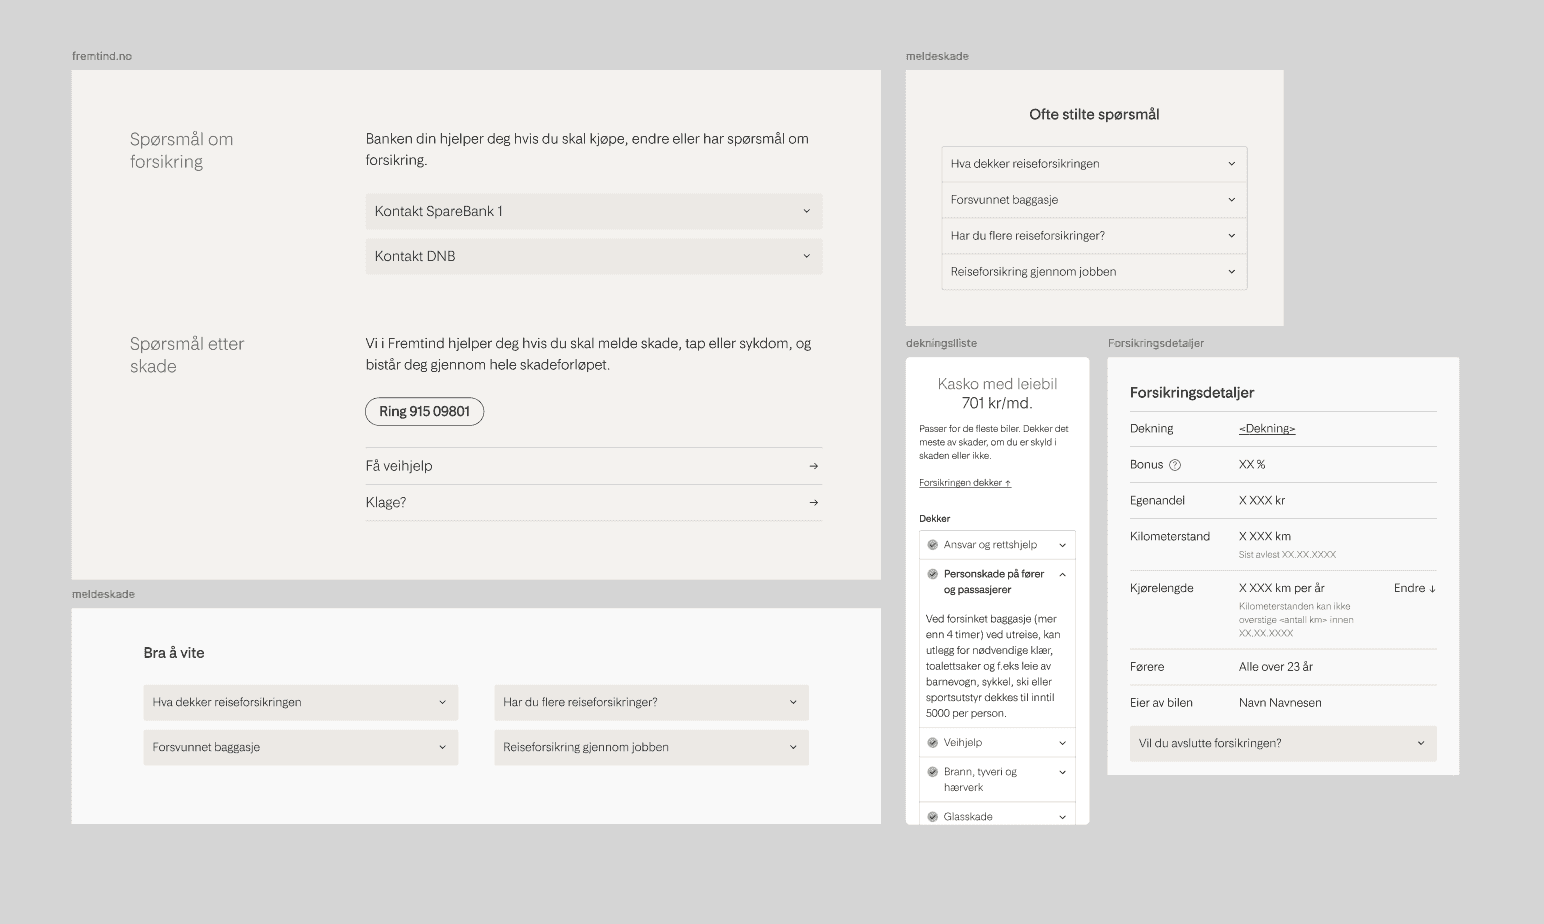 fremtind.no
Spørsmål om
forsikring
Banken din hjelper deg hvis du skal kjøpe, endre eller har spørsmål om
forsikring.
Kontakt SpareBank 1
Kontakt DNB
Spørsmål etter
skade
Vi i Fremtind hjelper deg hvis du skal melde skade, tap eller sykdom, og
bistår deg gjennom hele skadeforløpet.
Ring 915 09801
Få veihjelp
Klage?
meldeskade
Bra å vite
Hva dekker reiseforsikringen
Har du flere reiseforsikringer?
Forsvunnet baggasje
Reiseforsikring gjennom jobben
meldeskade
Ofte stilte spørsmål
Hva dekker reiseforsikringen
Forsvunnet baggasje
Har du flere reiseforsikringer?
Reiseforsikring gjennom jobben
dekningslliste
Kasko med leiebil
701 kr/md.
Passer for de fleste biler. Dekker det
meste av skader, om du er skyld i
skaden eller ikke.
Forsikringen dekker ↑
Dekker
Ansvar og rettshjelp
Personskade på fører
og passasjerer
Ved forsinket baggasje (mer
enn 4 timer) ved utreise, kan
utlegg for nødvendige klær,
toalettsaker og f.eks leie av
barnevogn, sykkel, ski eller
sportsutstyr dekkes til inntil
5000 per person.
Veihjelp
Brann, tyveri og
hærverk
Glasskade
Forsikringsdetaljer
Forsikringsdetaljer
Dekning <Dekning>
Bonus ? XX %
Egenandel X XXX kr
Kilometerstand X XXX km
Sist avlest XX.XX.XXXX
Kjørelengde X XXX km per år Endre ↓
Kilometerstanden kan ikke
overstige <antall km> innen
XX.XX.XXXX
Førere Alle over 23 år
Eier av bilen Navn Navnesen
Vil du avslutte forsikringen?